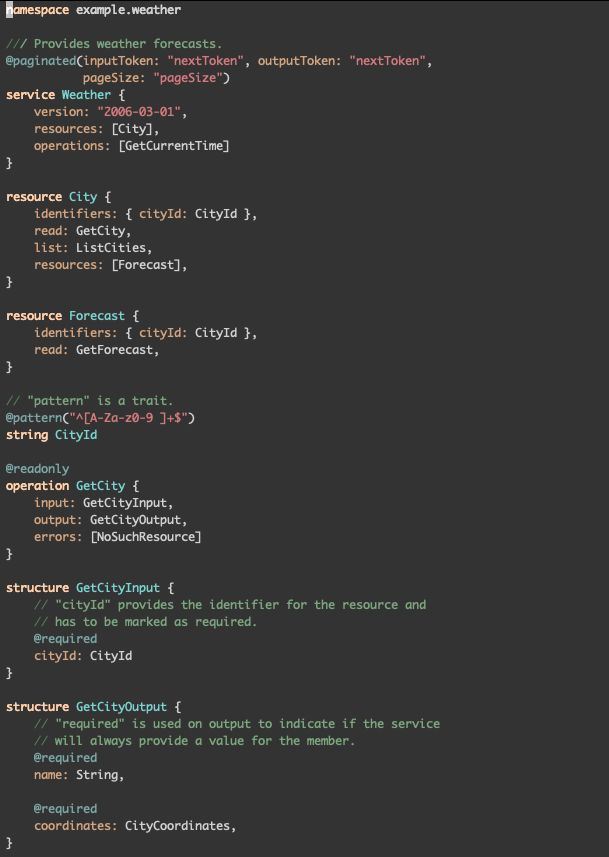 namespace example.weather
/// Provides weather forecasts.
@paginated(inputToken: "nextToken", outputToken: "nextToken",
           pageSize: "pageSize")
service Weather {
    version: "2006-03-01",
    resources: [City],
    operations: [GetCurrentTime]
}
resource City {
    identifiers: { cityId: CityId },
    read: GetCity,
    list: ListCities,
    resources: [Forecast],
}
resource Forecast {
    identifiers: { cityId: CityId },
    read: GetForecast,
}
// "pattern" is a trait.
@pattern("^[A-Za-z0-9 ]+$")
string CityId
@readonly
operation GetCity {
    input: GetCityInput,
    output: GetCityOutput,
    errors: [NoSuchResource]
}
structure GetCityInput {
    // "cityId" provides the identifier for the resource and
    // has to be marked as required.
    @required
    cityId: CityId
}
structure GetCityOutput {
    // "required" is used on output to indicate if the service
    // will always provide a value for the member.
    @required
    name: String,
    @required
    coordinates: CityCoordinates,
}